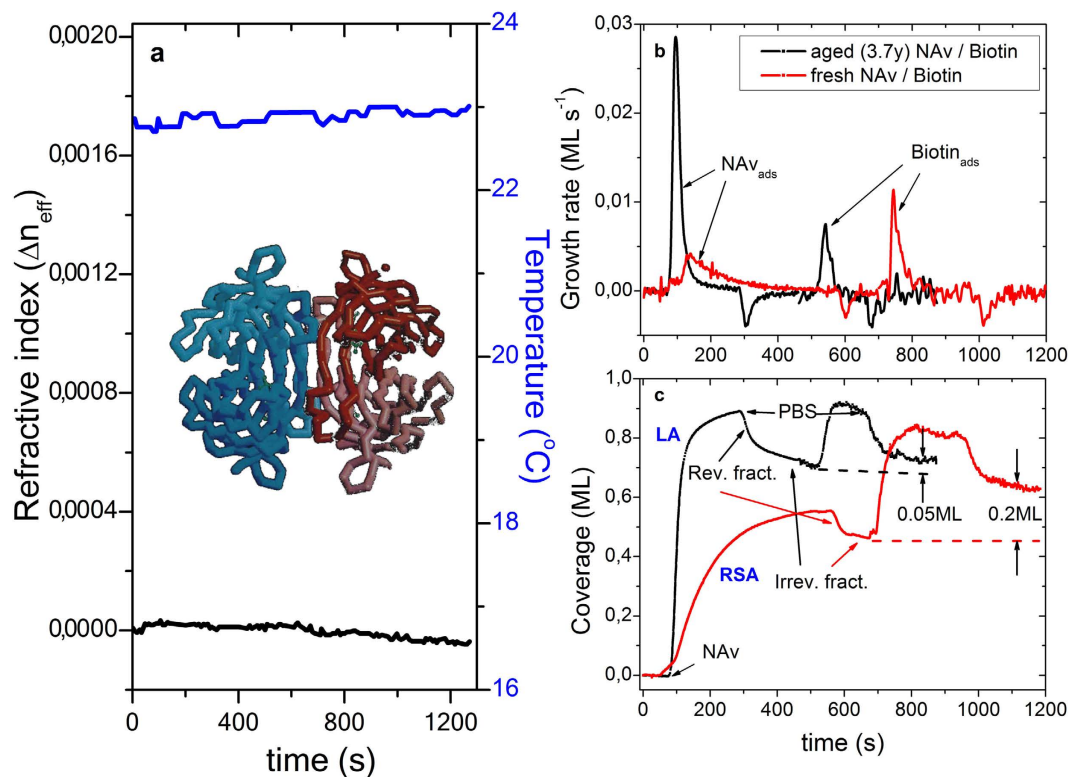 a
Refractive index (Δn_eff)
0,0020
0,0016
0,0012
0,0008
0,0004
0,0000
24
22
20
18
16
Temperature (°C)
0
400
800
1200
time (s)
b
aged (3.7y) NAv / Biotin
fresh NAv / Biotin
NAv_ads
Biotin_ads
Growth rate (ML s⁻¹)
0,03
0,02
0,01
0,00
0 200 400 600 800 1000 1200
c
LA
PBS
Rev. fract.
0.05ML
0.2ML
Irrev. fract.
RSA
NAv
Coverage (ML)
1,0
0,8
0,6
0,4
0,2
0,0
0 200 400 600 800 1000 1200
time (s)